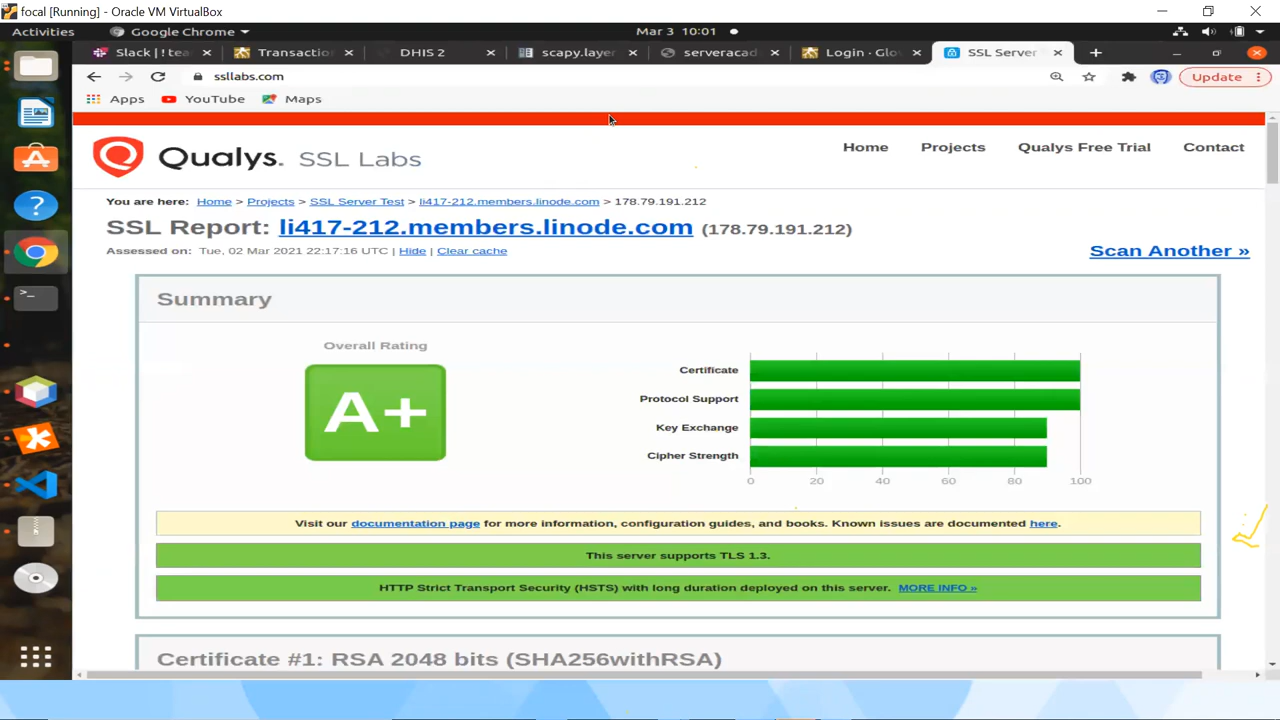 focal [Running] - Oracle VM VirtualBox
Activities Google Chrome Mar 3 10:01
Slack | ! tea Transactio DHIS 2 scapy.layer serveracad Login · Glo SSL Server
ssllabs.com Update
Apps YouTube Maps
Qualys. SSL Labs Home Projects Qualys Free Trial Contact
You are here: Home > Projects > SSL Server Test > li417-212.members.linode.com > 178.79.191.212
SSL Report: li417-212.members.linode.com (178.79.191.212)
Assessed on: Tue, 02 Mar 2021 22:17:16 UTC | Hide | Clear cache
Scan Another »
Summary
Overall Rating
A+
Certificate
Protocol Support
Key Exchange
Cipher Strength
0 20 40 60 80 100
Visit our documentation page for more information, configuration guides, and books. Known issues are documented here.
This server supports TLS 1.3.
HTTP Strict Transport Security (HSTS) with long duration deployed on this server. MORE INFO »
Certificate #1: RSA 2048 bits (SHA256withRSA)